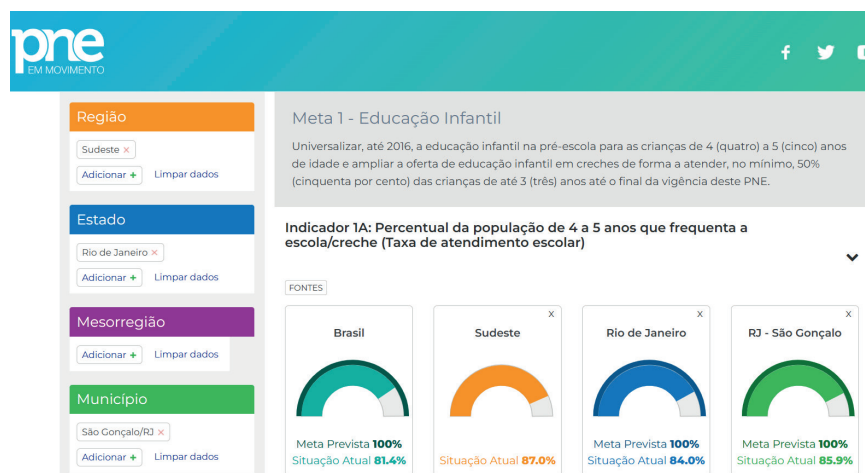 pne
EM MOVIMENTO
Região
Sudeste ×
Adicionar + Limpar dados
Estado
Rio de Janeiro ×
Adicionar + Limpar dados
Mesorregião
Adicionar + Limpar dados
Município
São Gonçalo/RJ ×
Adicionar + Limpar dados
Meta 1 - Educação Infantil
Universalizar, até 2016, a educação infantil na pré-escola para as crianças de 4 (quatro) a 5 (cinco) anos
de idade e ampliar a oferta de educação infantil em creches de forma a atender, no mínimo, 50%
(cinquenta por cento) das crianças de até 3 (três) anos até o final da vigência deste PNE.
Indicador 1A: Percentual da população de 4 a 5 anos que frequenta a
escola/creche (Taxa de atendimento escolar)
FONTES
Brasil
Meta Prevista 100%
Situação Atual 81.4%
X
Sudeste
Situação Atual 87.0%
X
Rio de Janeiro
Meta Prevista 100%
Situação Atual 84.0%
X
RJ - São Gonçalo
Meta Prevista 100%
Situação Atual 85.9%